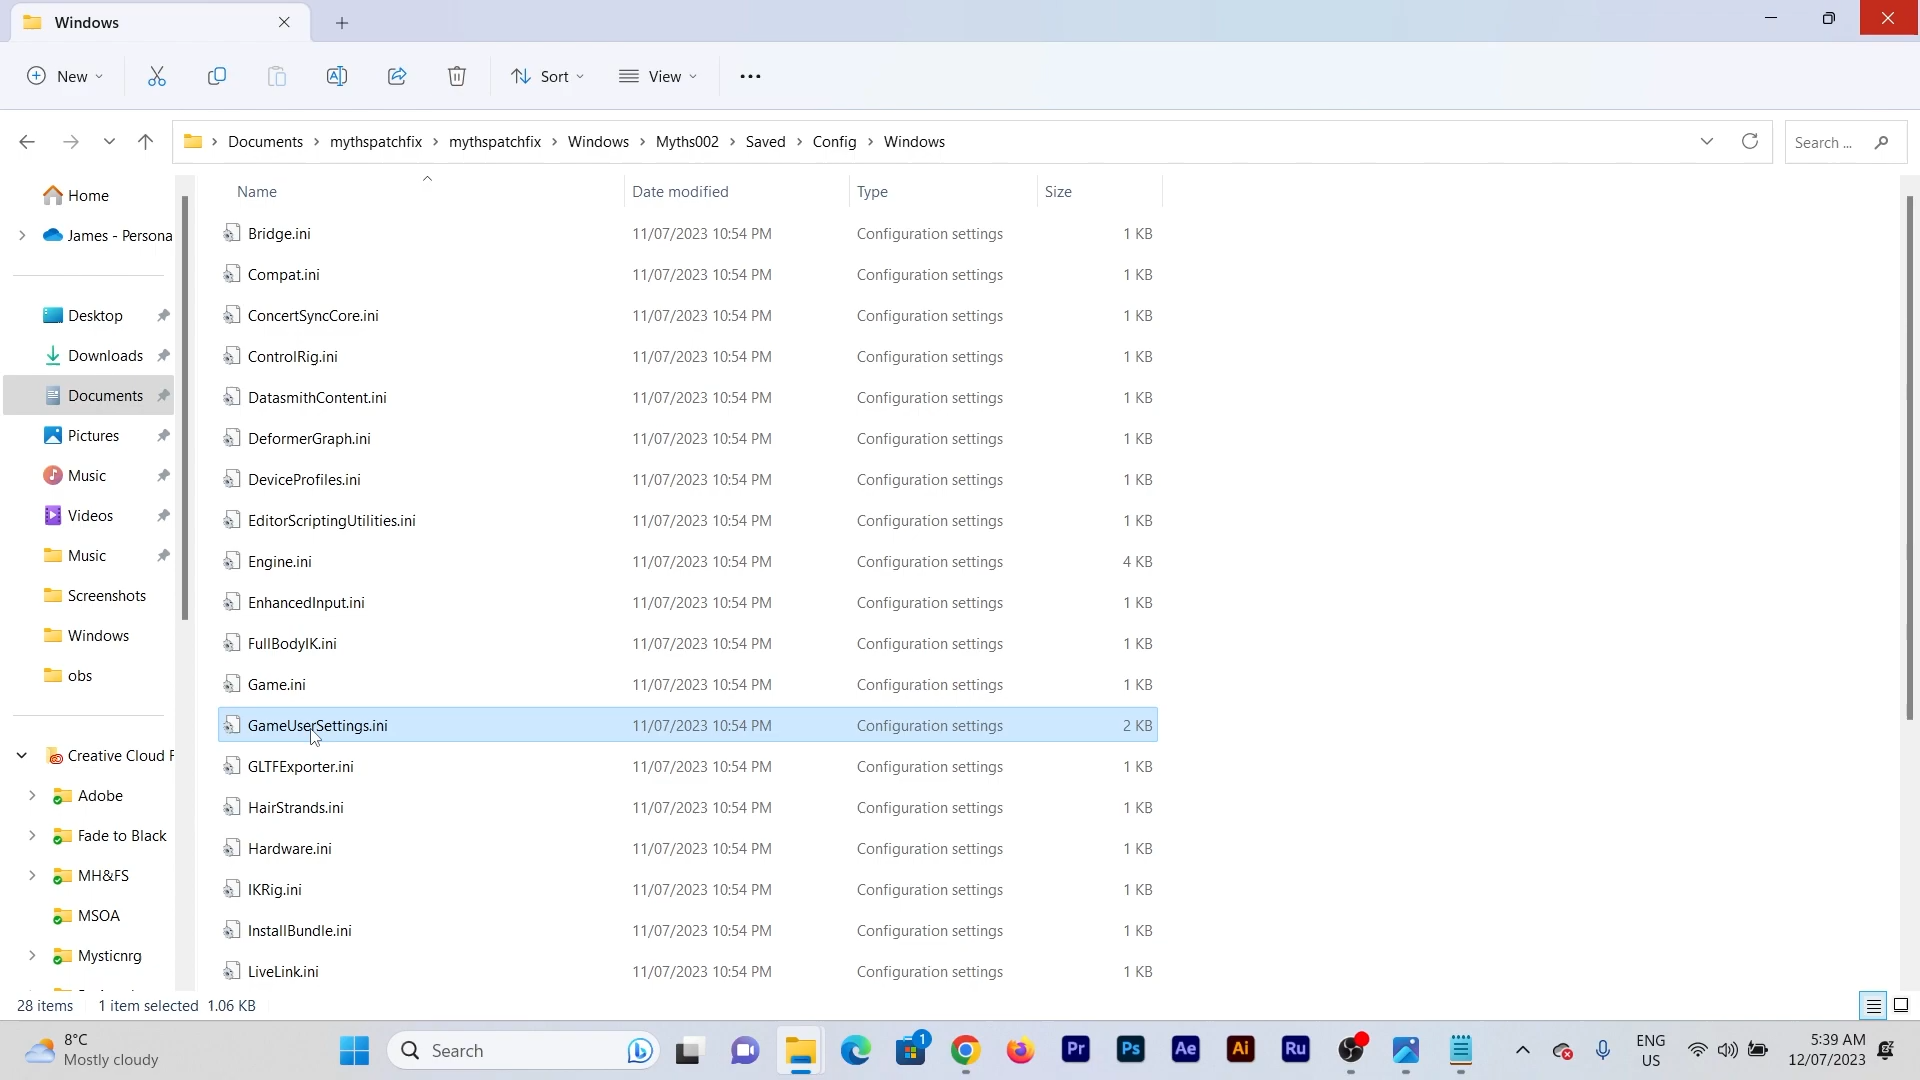 Windows
New
Sort
View
Documents > mythspatchfix > mythspatchfix > Windows > Myths002 > Saved > Config > Windows
Search ...
Name Date modified Type Size
Home
James - Persona
Desktop
Downloads
Documents
Pictures
Music
Videos
Music
Screenshots
Windows
obs
Creative Cloud F
Adobe
Fade to Black
MH&FS
MSOA
Mysticnrg
Bridge.ini 11/07/2023 10:54 PM Configuration settings 1 KB
Compat.ini 11/07/2023 10:54 PM Configuration settings 1 KB
ConcertSyncCore.ini 11/07/2023 10:54 PM Configuration settings 1 KB
ControlRig.ini 11/07/2023 10:54 PM Configuration settings 1 KB
DatasmithContent.ini 11/07/2023 10:54 PM Configuration settings 1 KB
DeformerGraph.ini 11/07/2023 10:54 PM Configuration settings 1 KB
DeviceProfiles.ini 11/07/2023 10:54 PM Configuration settings 1 KB
EditorScriptingUtilities.ini 11/07/2023 10:54 PM Configuration settings 1 KB
Engine.ini 11/07/2023 10:54 PM Configuration settings 4 KB
EnhancedInput.ini 11/07/2023 10:54 PM Configuration settings 1 KB
FullBodyIK.ini 11/07/2023 10:54 PM Configuration settings 1 KB
Game.ini 11/07/2023 10:54 PM Configuration settings 1 KB
GameUserSettings.ini 11/07/2023 10:54 PM Configuration settings 2 KB
GLTFExporter.ini 11/07/2023 10:54 PM Configuration settings 1 KB
HairStrands.ini 11/07/2023 10:54 PM Configuration settings 1 KB
Hardware.ini 11/07/2023 10:54 PM Configuration settings 1 KB
IKRig.ini 11/07/2023 10:54 PM Configuration settings 1 KB
InstallBundle.ini 11/07/2023 10:54 PM Configuration settings 1 KB
LiveLink.ini 11/07/2023 10:54 PM Configuration settings 1 KB
28 items 1 item selected 1.06 KB
8°C
Mostly cloudy
Search
1
Pr
Ps
Ae
Ai
Ru
ENG
US
5:39 AM
12/07/2023